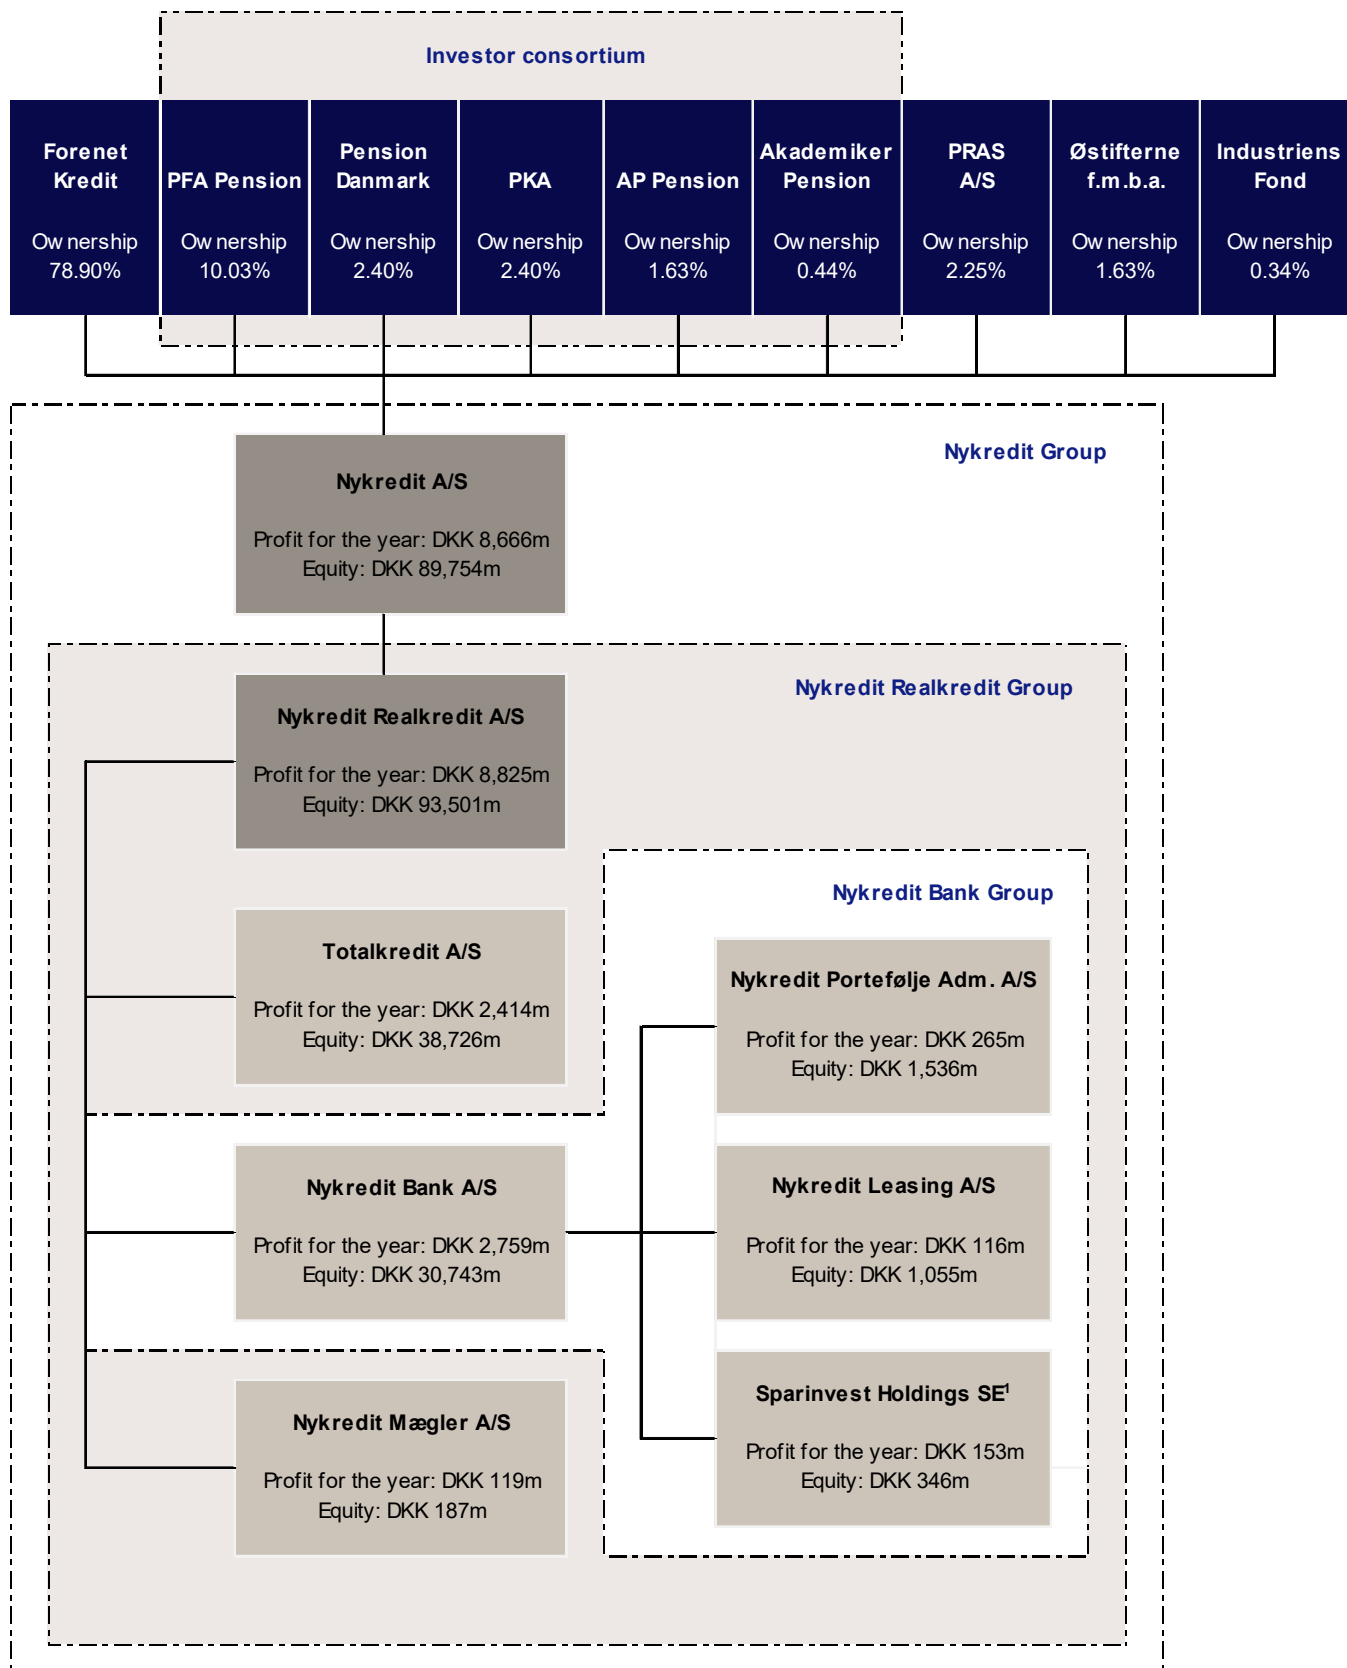 Investor consortium
Forenet
Kredit
Ownership
78.90%
PFA Pension
Ownership
10.03%
Pension
Danmark
Ownership
2.40%
PKA
Ownership
2.40%
AP Pension
Ownership
1.63%
Akademiker
Pension
Ownership
0.44%
PRAS
A/S
Ownership
2.25%
Østifterne
f.m.b.a.
Ownership
1.63%
Industriens
Fond
Ownership
0.34%
Nykredit Group
Nykredit A/S
Profit for the year: DKK 8,666m
Equity: DKK 89,754m
Nykredit Realkredit Group
Nykredit Realkredit A/S
Profit for the year: DKK 8,825m
Equity: DKK 93,501m
Totalkredit A/S
Profit for the year: DKK 2,414m
Equity: DKK 38,726m
Nykredit Bank A/S
Profit for the year: DKK 2,759m
Equity: DKK 30,743m
Nykredit Mægler A/S
Profit for the year: DKK 119m
Equity: DKK 187m
Nykredit Bank Group
Nykredit Portefølje Adm. A/S
Profit for the year: DKK 265m
Equity: DKK 1,536m
Nykredit Leasing A/S
Profit for the year: DKK 116m
Equity: DKK 1,055m
Sparinvest Holdings SE¹
Profit for the year: DKK 153m
Equity: DKK 346m